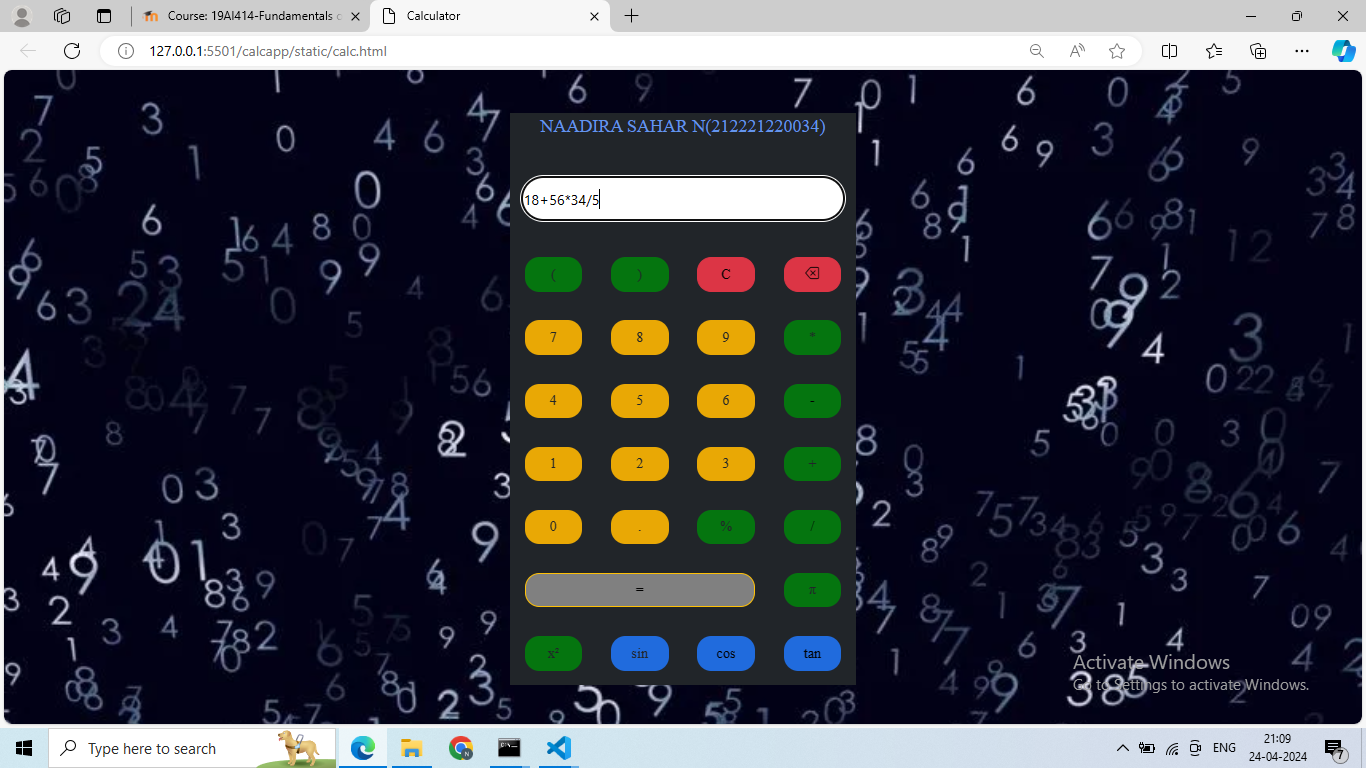 Course: 19AI414-Fundamentals
Calculator
127.0.0.1:5501/calcapp/static/calc.html
NAADIRA SAHAR N(212221220034)
18+56*34/5
( ) C
7 8 9 *
4 5 6 -
1 2 3 +
0 . % /
= π
x² sin cos tan
Activate Windows
Go to Settings to activate Windows.
Type here to search
ENG
21:09
24-04-2024
7